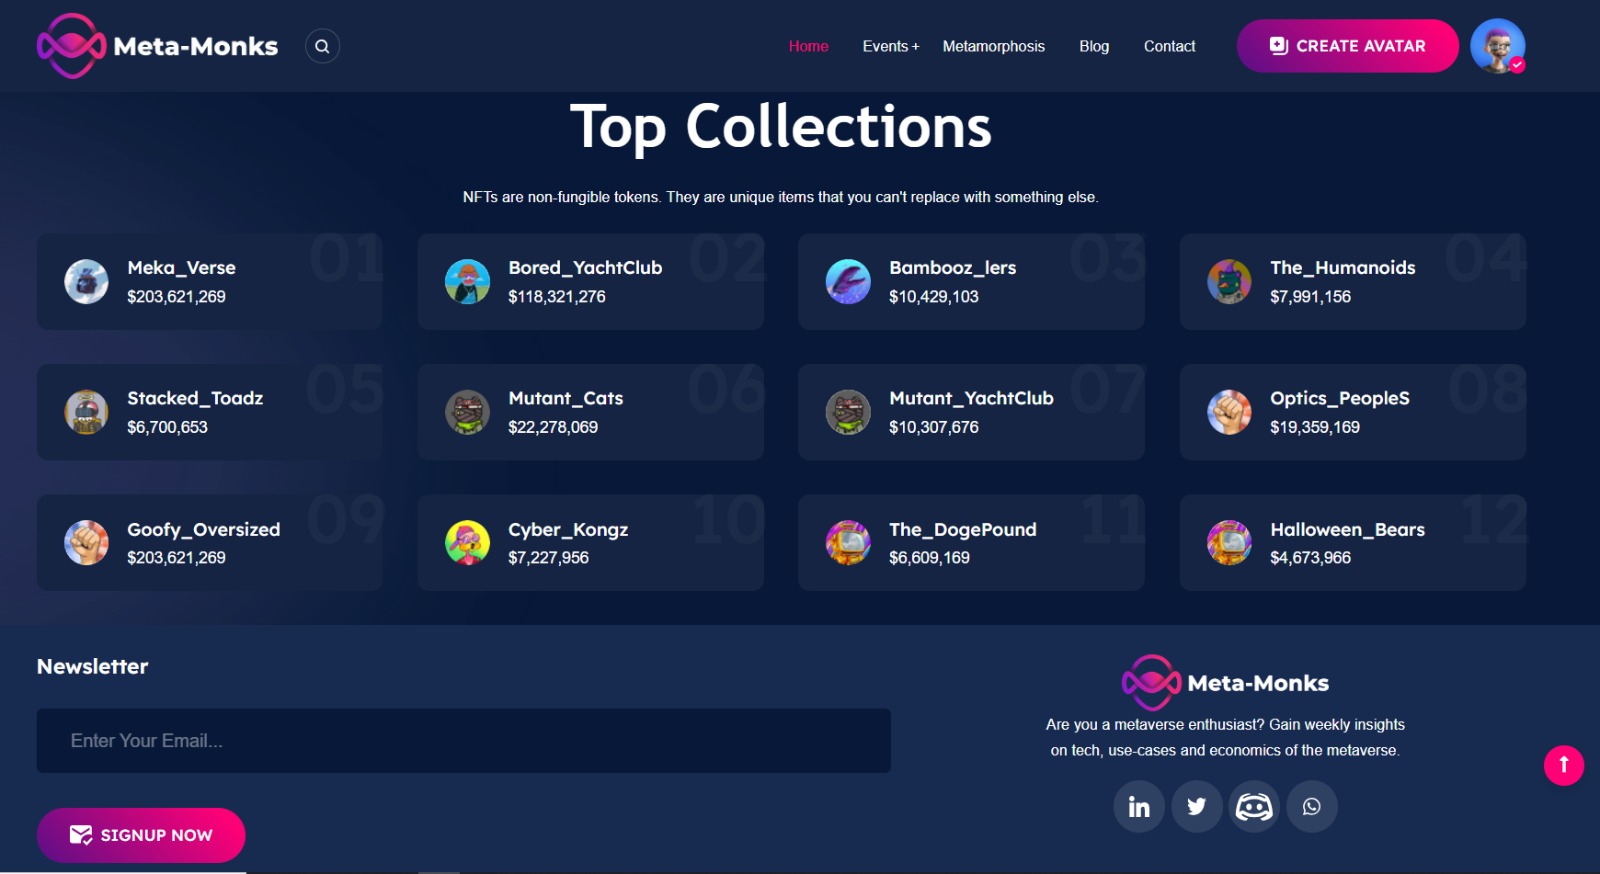 Meta-Monks
Home Events + Metamorphosis Blog Contact CREATE AVATAR
Top Collections
NFTs are non-fungible tokens. They are unique items that you can't replace with something else.
01
Meka_Verse
$203,621,269
02
Bored_YachtClub
$118,321,276
03
Bambooz_lers
$10,429,103
04
The_Humanoids
$7,991,156
05
Stacked_Toadz
$6,700,653
06
Mutant_Cats
$22,278,069
07
Mutant_YachtClub
$10,307,676
08
Optics_PeopleS
$19,359,169
09
Goofy_Oversized
$203,621,269
10
Cyber_Kongz
$7,227,956
11
The_DogePound
$6,609,169
12
Halloween_Bears
$4,673,966
Newsletter
Enter Your Email...
SIGNUP NOW
Meta-Monks
Are you a metaverse enthusiast? Gain weekly insights
on tech, use-cases and economics of the metaverse.
in